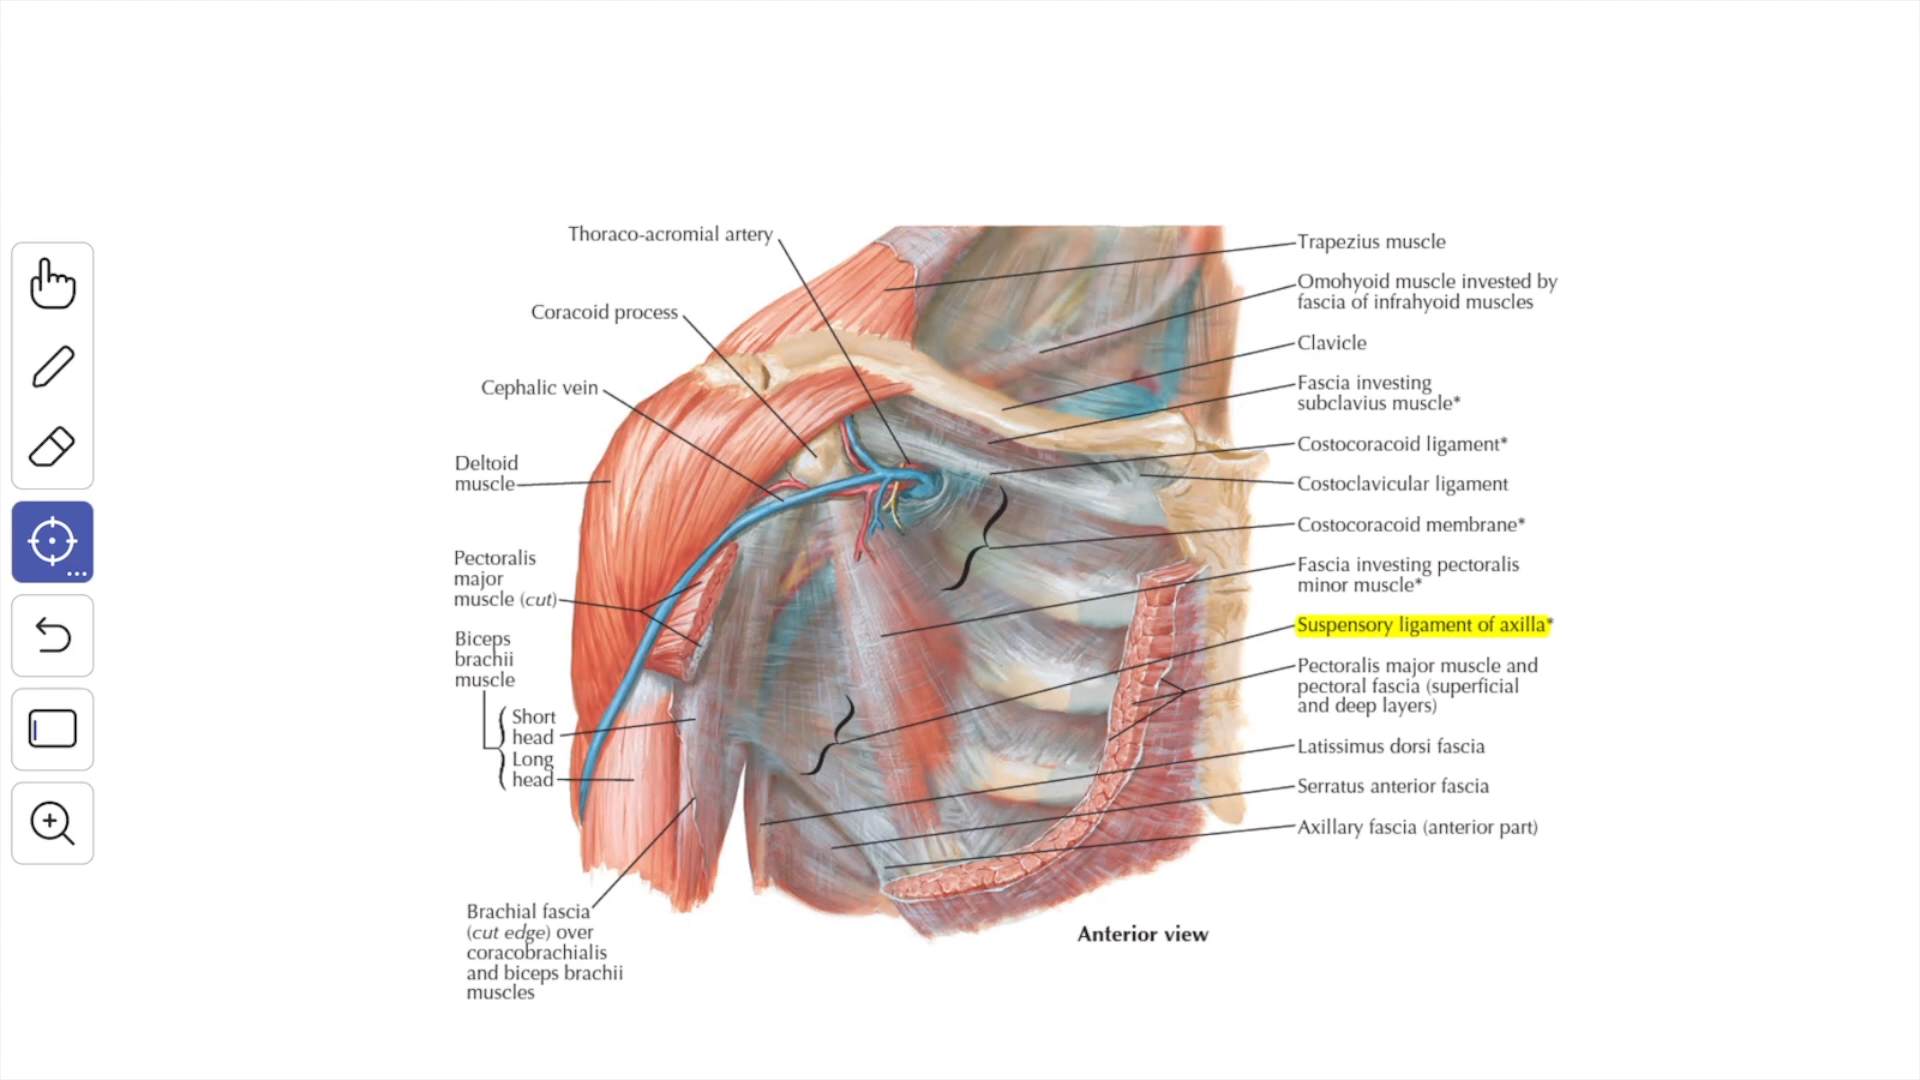 Thoraco-acromial artery
Coracoid process
Cephalic vein
Deltoid
muscle
Pectoralis
major
muscle (cut)
Biceps
brachii
muscle
Short
head
Long
head
Brachial fascia
(cut edge) over
coracobrachialis
and biceps brachii
muscles
Trapezius muscle
Omohyoid muscle invested by
fascia of infrahyoid muscles
Clavicle
Fascia investing
subclavius muscle*
Costocoracoid ligament*
Costoclavicular ligament
Costocoracoid membrane*
Fascia investing pectoralis
minor muscle*
Suspensory ligament of axilla*
Pectoralis major muscle and
pectoral fascia (superficial
and deep layers)
Latissimus dorsi fascia
Serratus anterior fascia
Axillary fascia (anterior part)
Anterior view